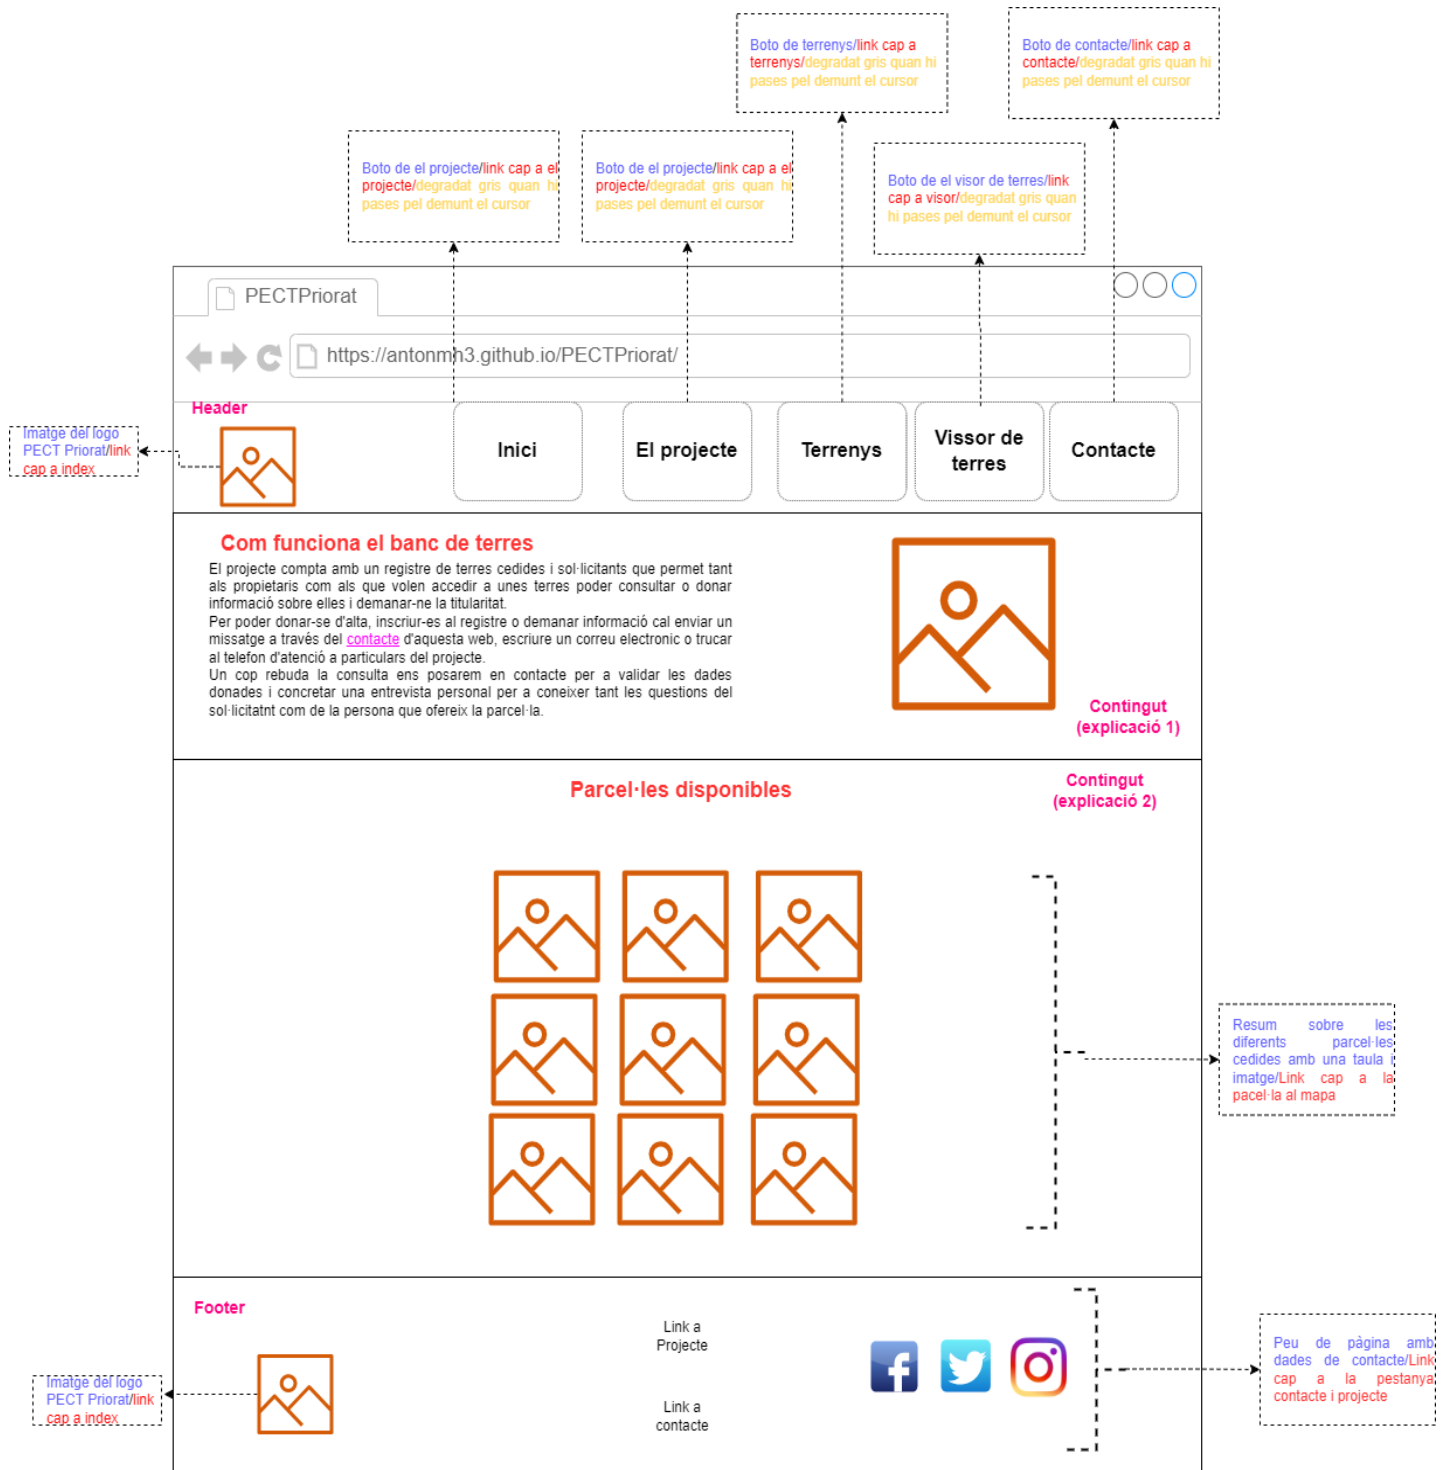 Boto de terrenys/link cap a
terrenys/degradat gris quan hi
pases pel demunt el cursor
Boto de contacte/link cap a
contacte/degradat gris quan hi
pases pel demunt el cursor
Boto de el projecte/link cap a el
projecte/degradat gris quan hi
pases pel demunt el cursor
Boto de el projecte/link cap a el
projecte/degradat gris quan hi
pases pel demunt el cursor
Boto de el visor de terres/link
cap a visor/degradat gris quan
hi pases pel demunt el cursor
PECTPriorat
https://antonmh3.github.io/PECTPriorat/
Header
Imatge del logo
PECT Priorat/link
cap a index
Inici
El projecte
Terrenys
Vissor de
terres
Contacte
Com funciona el banc de terres
El projecte compta amb un registre de terres cedides i sol·licitants que permet tant
als propietaris com als que volen accedir a unes terres poder consultar o donar
informació sobre elles i demanar-ne la titularitat.
Per poder donar-se d'alta, inscriur-es al registre o demanar informació cal enviar un
missatge a través del contacte d'aquesta web, escriure un correu electronic o trucar
al telefon d'atenció a particulars del projecte.
Un cop rebuda la consulta ens posarem en contacte per a validar les dades
donades i concretar una entrevista personal per a coneixer tant les questions del
sol·licitatnt com de la persona que ofereix la parcel·la.
Contingut
(explicació 1)
Parcel·les disponibles
Contingut
(explicació 2)
Resum sobre les
diferents parcel·les
cedides amb una taula i
imatge/Link cap a la
pacel·la al mapa
Footer
Link a
Projecte
Link a
contacte
Imatge del logo
PECT Priorat/link
cap a index
Peu de pàgina amb
dades de contacte/Link
cap a la pestanya
contacte i projecte